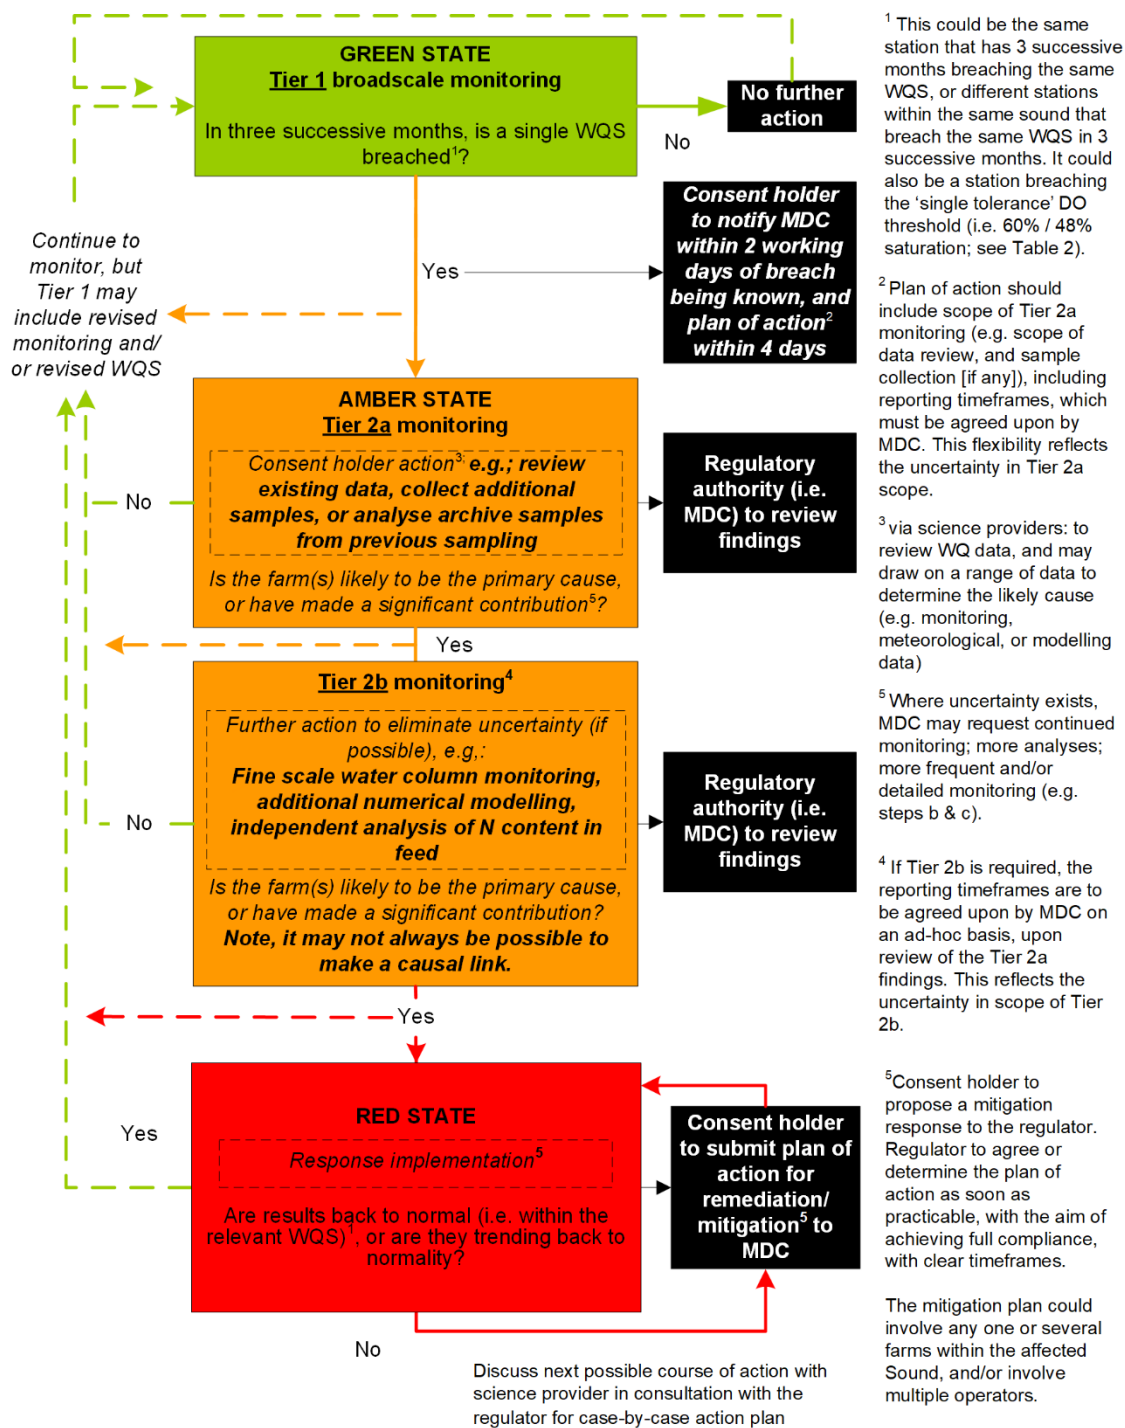 GREEN STATE
Tier 1 broadscale monitoring
In three successive months, is a single WQS
breached1?
No further
action
No
Consent holder
to notify MDC
within 2 working
days of breach
being known, and
plan of action2
within 4 days
Yes
Continue to
monitor, but
Tier 1 may
include revised
monitoring and/
or revised WQS
AMBER STATE
Tier 2a monitoring
Consent holder action3: e.g.; review
existing data, collect additional
samples, or analyse archive samples
from previous sampling
Is the farm(s) likely to be the primary cause,
or have made a significant contribution5?
No
Regulatory
authority (i.e.
MDC) to review
findings
Yes
Tier 2b monitoring4
Further action to eliminate uncertainty (if
possible), e.g,:
Fine scale water column monitoring,
additional numerical modelling,
independent analysis of N content in
feed
Is the farm(s) likely to be the primary cause,
or have made a significant contribution?
Note, it may not always be possible to
make a causal link.
No
Regulatory
authority (i.e.
MDC) to review
findings
Yes
RED STATE
Response implementation5
Are results back to normal (i.e. within the
relevant WQS)1, or are they trending back to
normality?
Yes
Consent holder
to submit plan of
action for
remediation/
mitigation5 to
MDC
No
Discuss next possible course of action with
science provider in consultation with the
regulator for case-by-case action plan
1 This could be the same
station that has 3 successive
months breaching the same
WQS, or different stations
within the same sound that
breach the same WQS in 3
successive months. It could
also be a station breaching
the ‘single tolerance’ DO
threshold (i.e. 60% / 48%
saturation; see Table 2).
2 Plan of action should
include scope of Tier 2a
monitoring (e.g. scope of
data review, and sample
collection [if any]), including
reporting timeframes, which
must be agreed upon by
MDC. This flexibility reflects
the uncertainty in Tier 2a
scope.
3 via science providers: to
review WQ data, and may
draw on a range of data to
determine the likely cause
(e.g. monitoring,
meteorological, or modelling
data)
5 Where uncertainty exists,
MDC may request continued
monitoring; more analyses;
more frequent and/or
detailed monitoring (e.g.
steps b & c).
4 If Tier 2b is required, the
reporting timeframes are to
be agreed upon by MDC on
an ad-hoc basis, upon
review of the Tier 2a
findings. This reflects the
uncertainty in scope of Tier
2b.
5Consent holder to
propose a mitigation
response to the regulator.
Regulator to agree or
determine the plan of
action as soon as
practicable, with the aim of
achieving full compliance,
with clear timeframes.
The mitigation plan could
involve any one or several
farms within the affected
Sound, and/or involve
multiple operators.